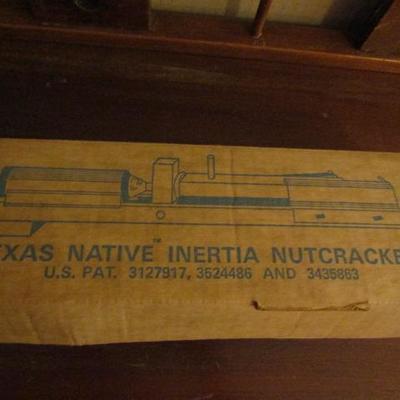 EXAS NATIVE™ INERTIA NUTCRACKE
U.S. PAT. 3127917, 3524486 AND 3435863